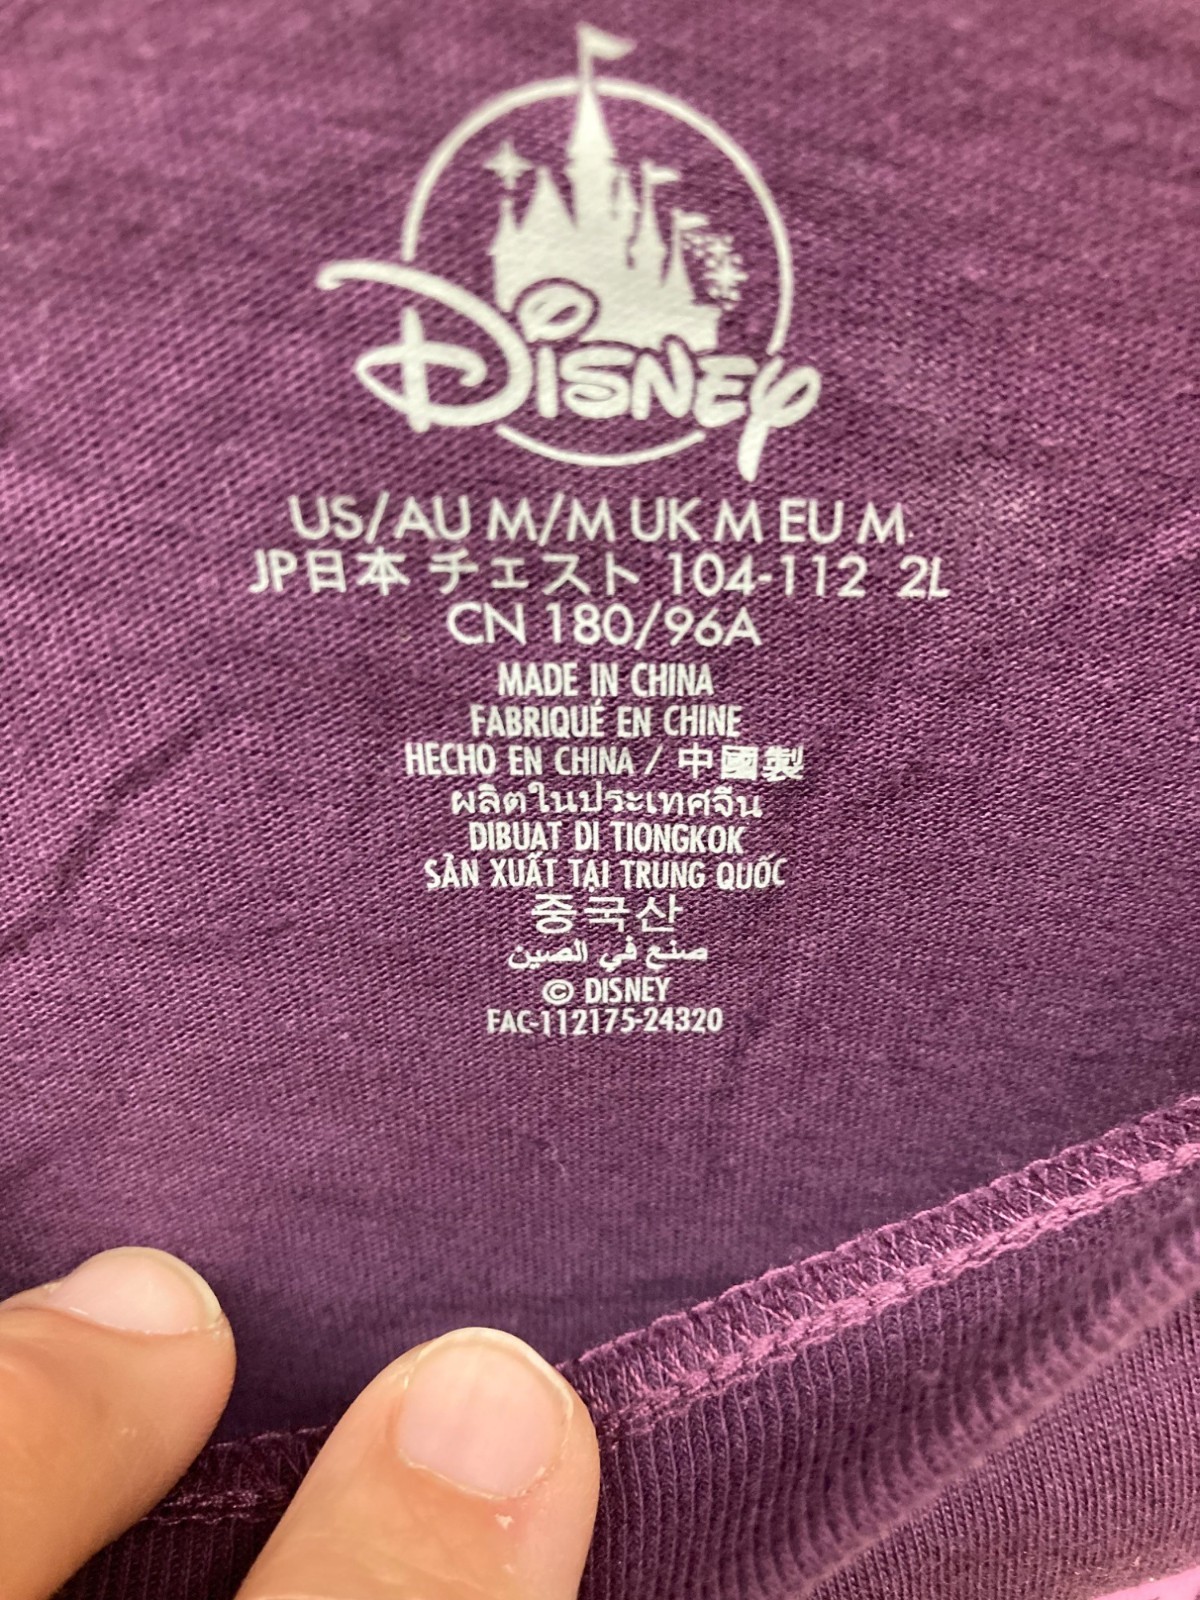 DISNEY
US/AU M/M UK M EU M
JP日本 チェスト 104-112 2L
CN 180/96A
MADE IN CHINA
FABRIQUÉ EN CHINE
HECHO EN CHINA / 中國製
ผลิตในประเทศจีน
DIBUAT DI TIONGKOK
SẢN XUẤT TẠI TRUNG QUỐC
중국산
صنع في الصين
© DISNEY
FAC-112175-24320